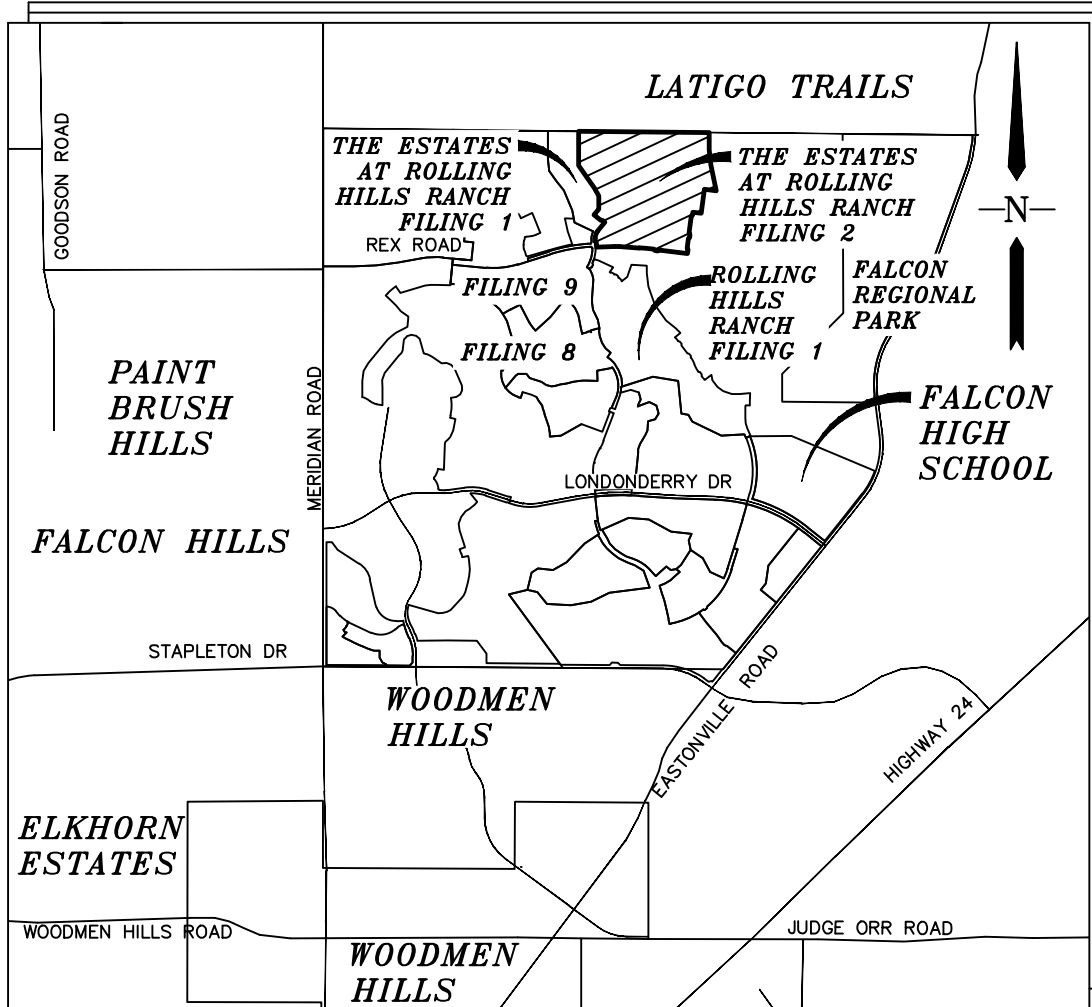 LATIGO TRAILS
GOODSON ROAD
THE ESTATES
AT ROLLING
HILLS RANCH
FILING 1
THE ESTATES
AT ROLLING
HILLS RANCH
FILING 2
N
REX ROAD
FILING 9
ROLLING
HILLS
RANCH
FILING 1
FALCON
REGIONAL
PARK
FILING 8
PAINT
BRUSH
HILLS
MERIDIAN ROAD
FALCON
HIGH
SCHOOL
LONDONDERRY DR
FALCON HILLS
STAPLETON DR
WOODMEN
HILLS
EASTONVILLE ROAD
HIGHWAY 24
ELKHORN
ESTATES
WOODMEN HILLS ROAD
JUDGE ORR ROAD
WOODMEN
HILLS